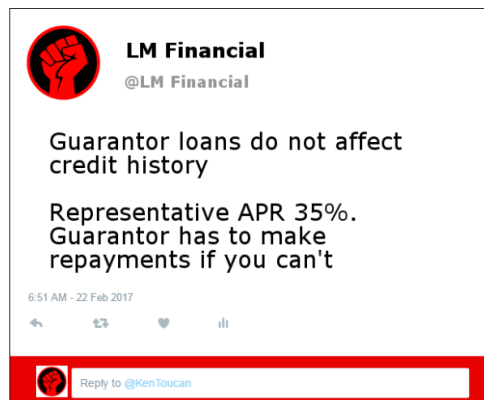 LM Financial
@LM Financial
Guarantor loans do not affect
credit history
Representative APR 35%.
Guarantor has to make
repayments if you can't
6:51 AM - 22 Feb 2017
Reply to @KenToucan